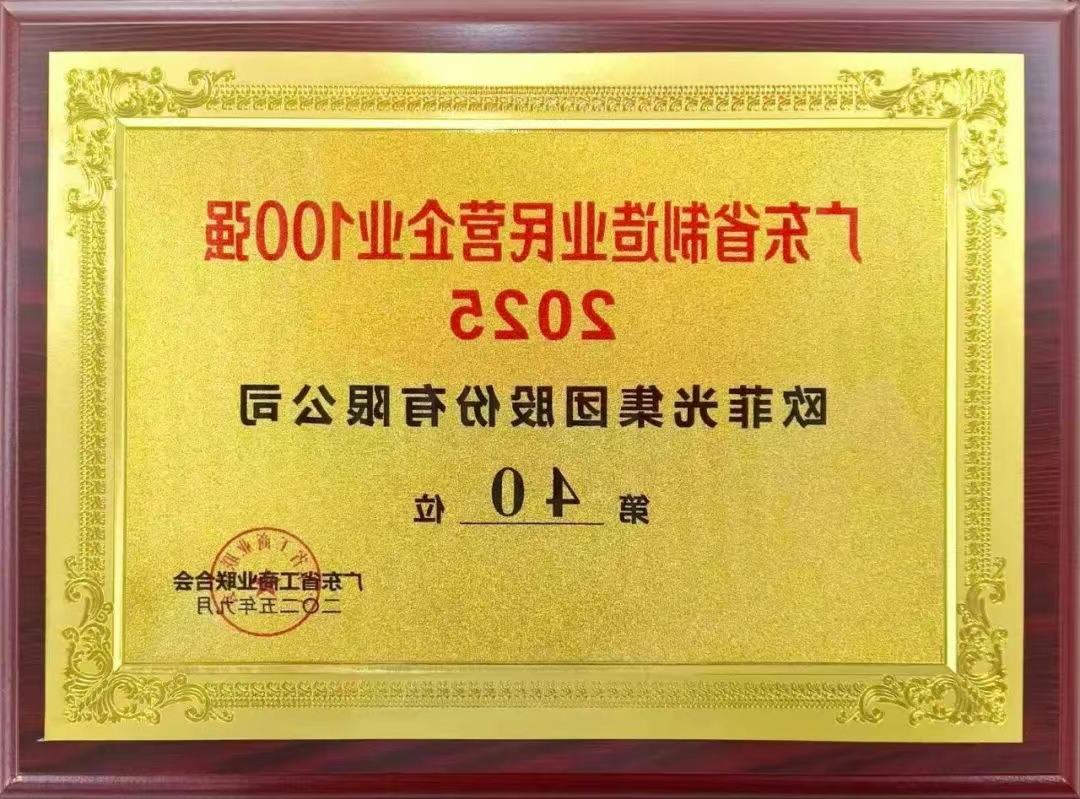 广东省制造业民营企业100强
2025
欧菲光集团股份有限公司
第 40 位
广东省工商业联合会
二〇二五年九月